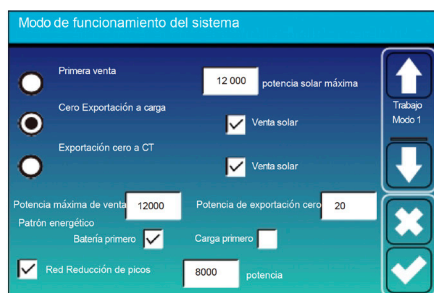 Modo de funcionamiento del sistema
Primera venta
12 000 potencia solar máxima
Cero Exportación a carga
Venta solar
Exportación cero a CT
Venta solar
Potencia máxima de venta 12000 Potencia de exportación cero 20
Patrón energético
Batería primero Carga primero
Red Reducción de picos 8000 potencia
Trabajo
Modo 1